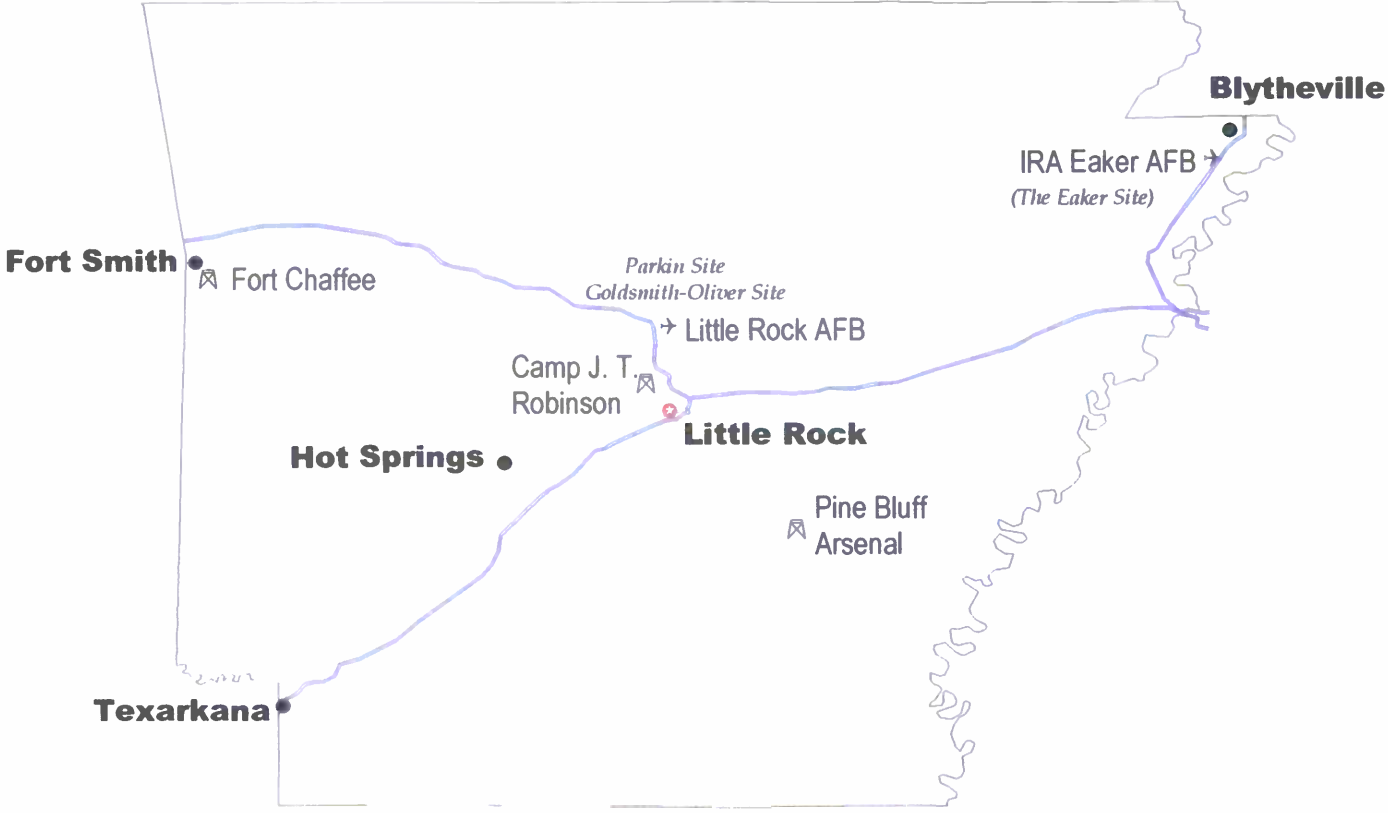 Blytheville
IRA Eaker AFB
(The Eaker Site)
Fort Smith
Fort Chaffee
Parkin Site
Goldsmith-Oliver Site
Little Rock AFB
Camp J. T.
Robinson
Little Rock
Hot Springs
Pine Bluff
Arsenal
Texarkana